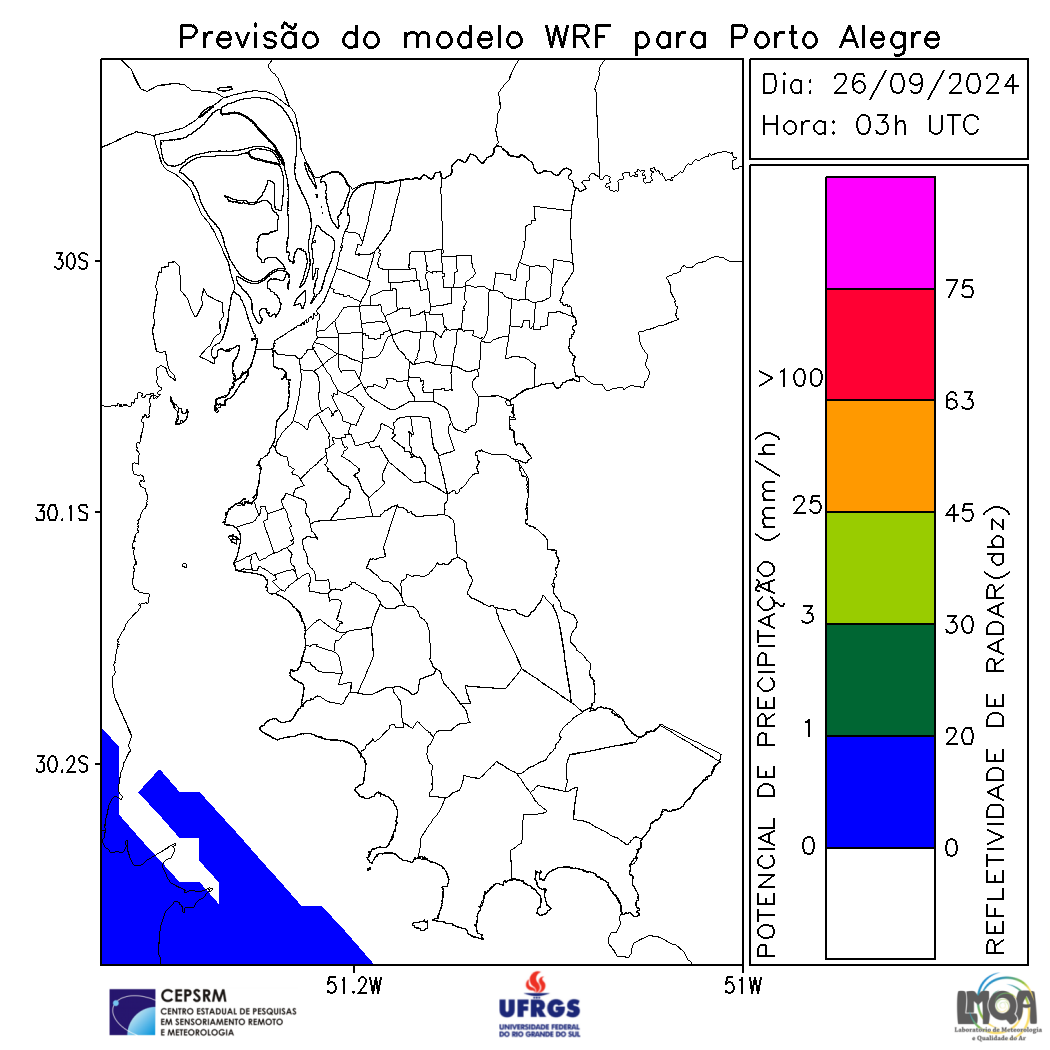 Previsão do modelo WRF para Porto Alegre
Dia: 26/09/2024
Hora: 03h UTC
30S
30.1S
30.2S
51.2W
51W
POTENCIAL DE PRECIPITAÇÃO (mm/h)
>100
25
3
1
0
75
63
45
30
20
0
REFLETIVIDADE DE RADAR(dbz)
CEPSRM
CENTRO ESTADUAL DE PESQUISAS
EM SENSORIAMENTO REMOTO
E METEOROLOGIA
UFRGS
UNIVERSIDADE FEDERAL
DO RIO GRANDE DO SUL
LMQA
Laboratório de Meteorologia
e Qualidade do Ar